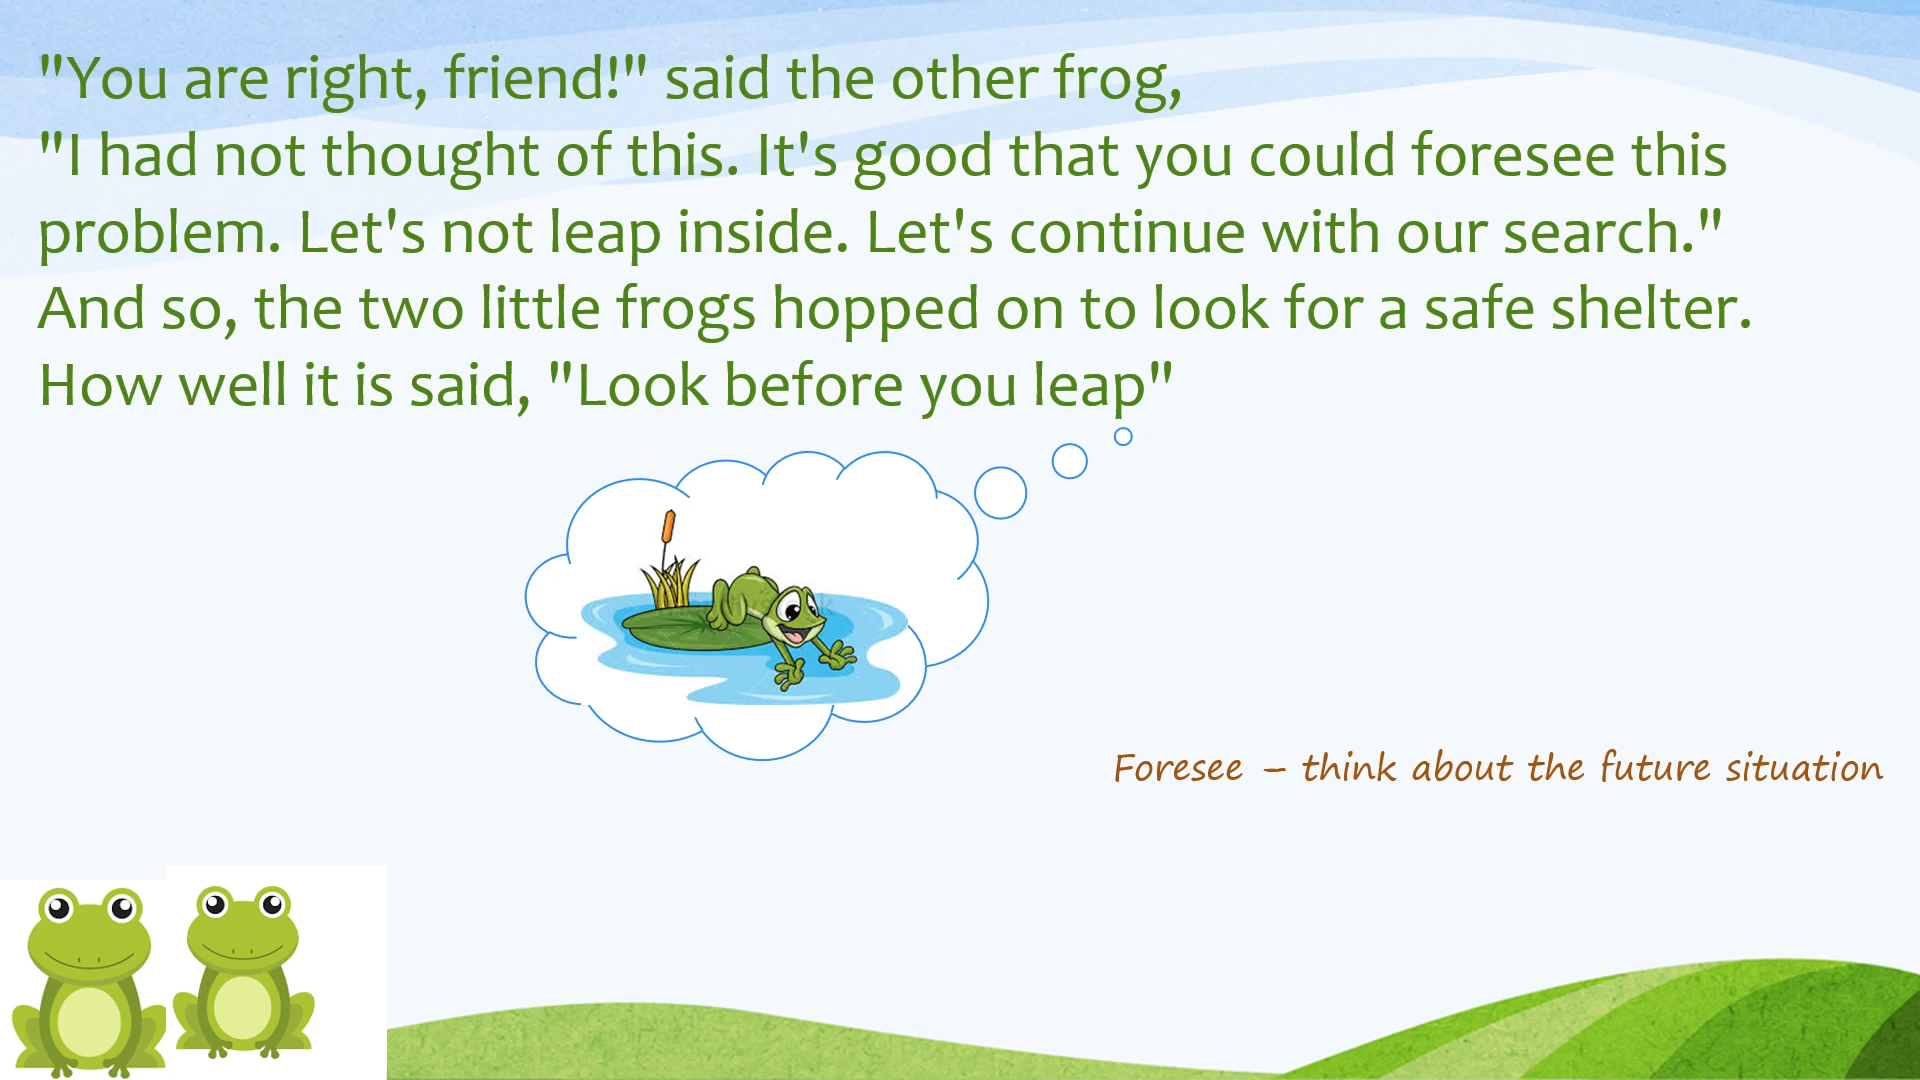 "You are right, friend!" said the other frog,
"I had not thought of this. It's good that you could foresee this
problem. Let's not leap inside. Let's continue with our search."
And so, the two little frogs hopped on to look for a safe shelter.
How well it is said, "Look before you leap"
Foresee – think about the future situation